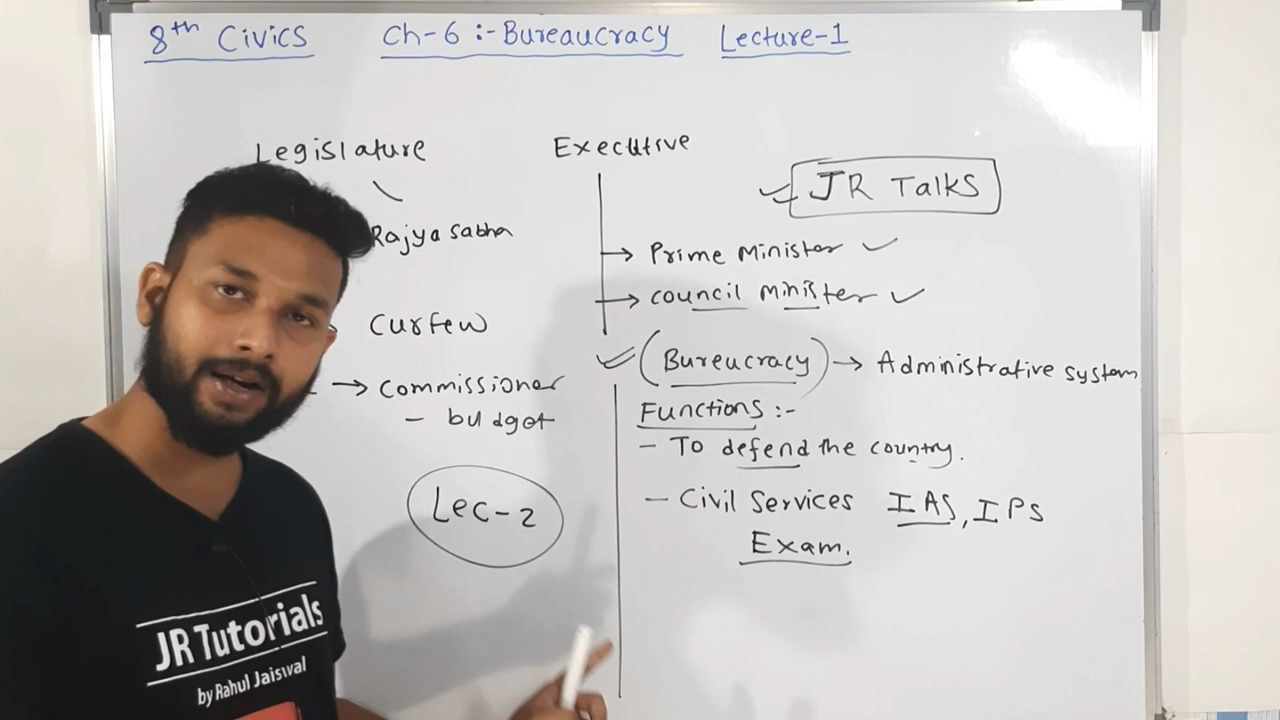 8th Civics Ch-6 :- Bureaucracy Lecture-1
Legislature
Rajya sabha
Curfew
→ Commissioner
- budget
Lec-2
Executive
JR Talks
→ Prime Minister ✓
→ council minister ✓
✓ (Bureucracy) → Administrative system
Functions :-
- To defend the country.
- Civil Services IAS, IPS
Exam.
JR Tutorials
by Rahul Jaiswal